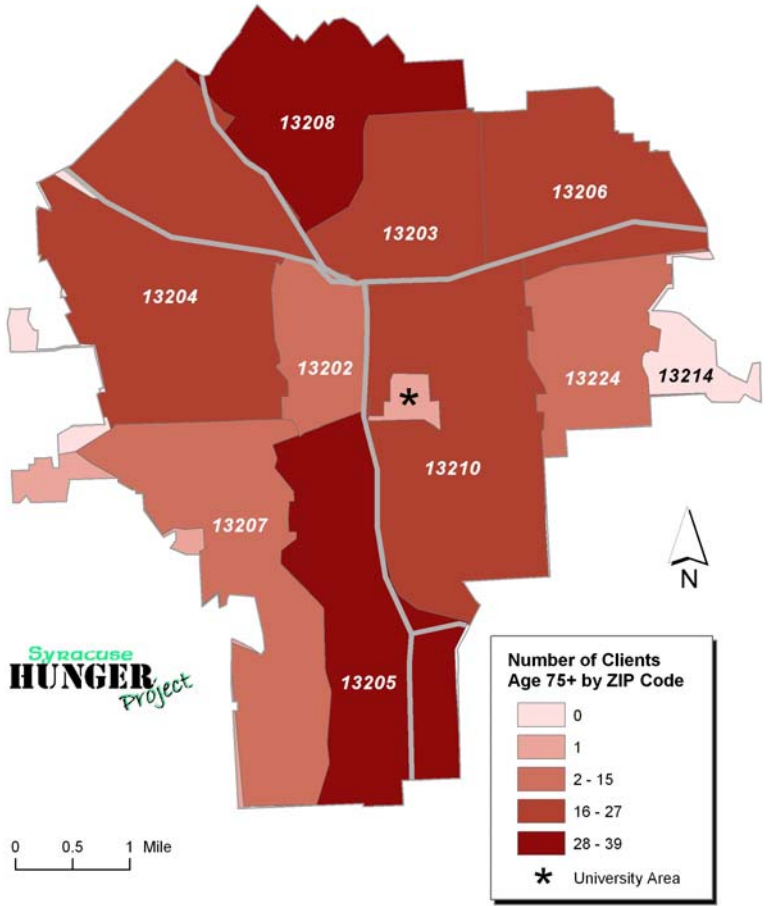 13208
13206
13203
13204
13202
13224
13214
*
13210
13207
N
Syracuse
HUNGER
Project
13205
Number of Clients
Age 75+ by ZIP Code
0
1
2 - 15
16 - 27
28 - 39
* University Area
0 0.5 1 Mile